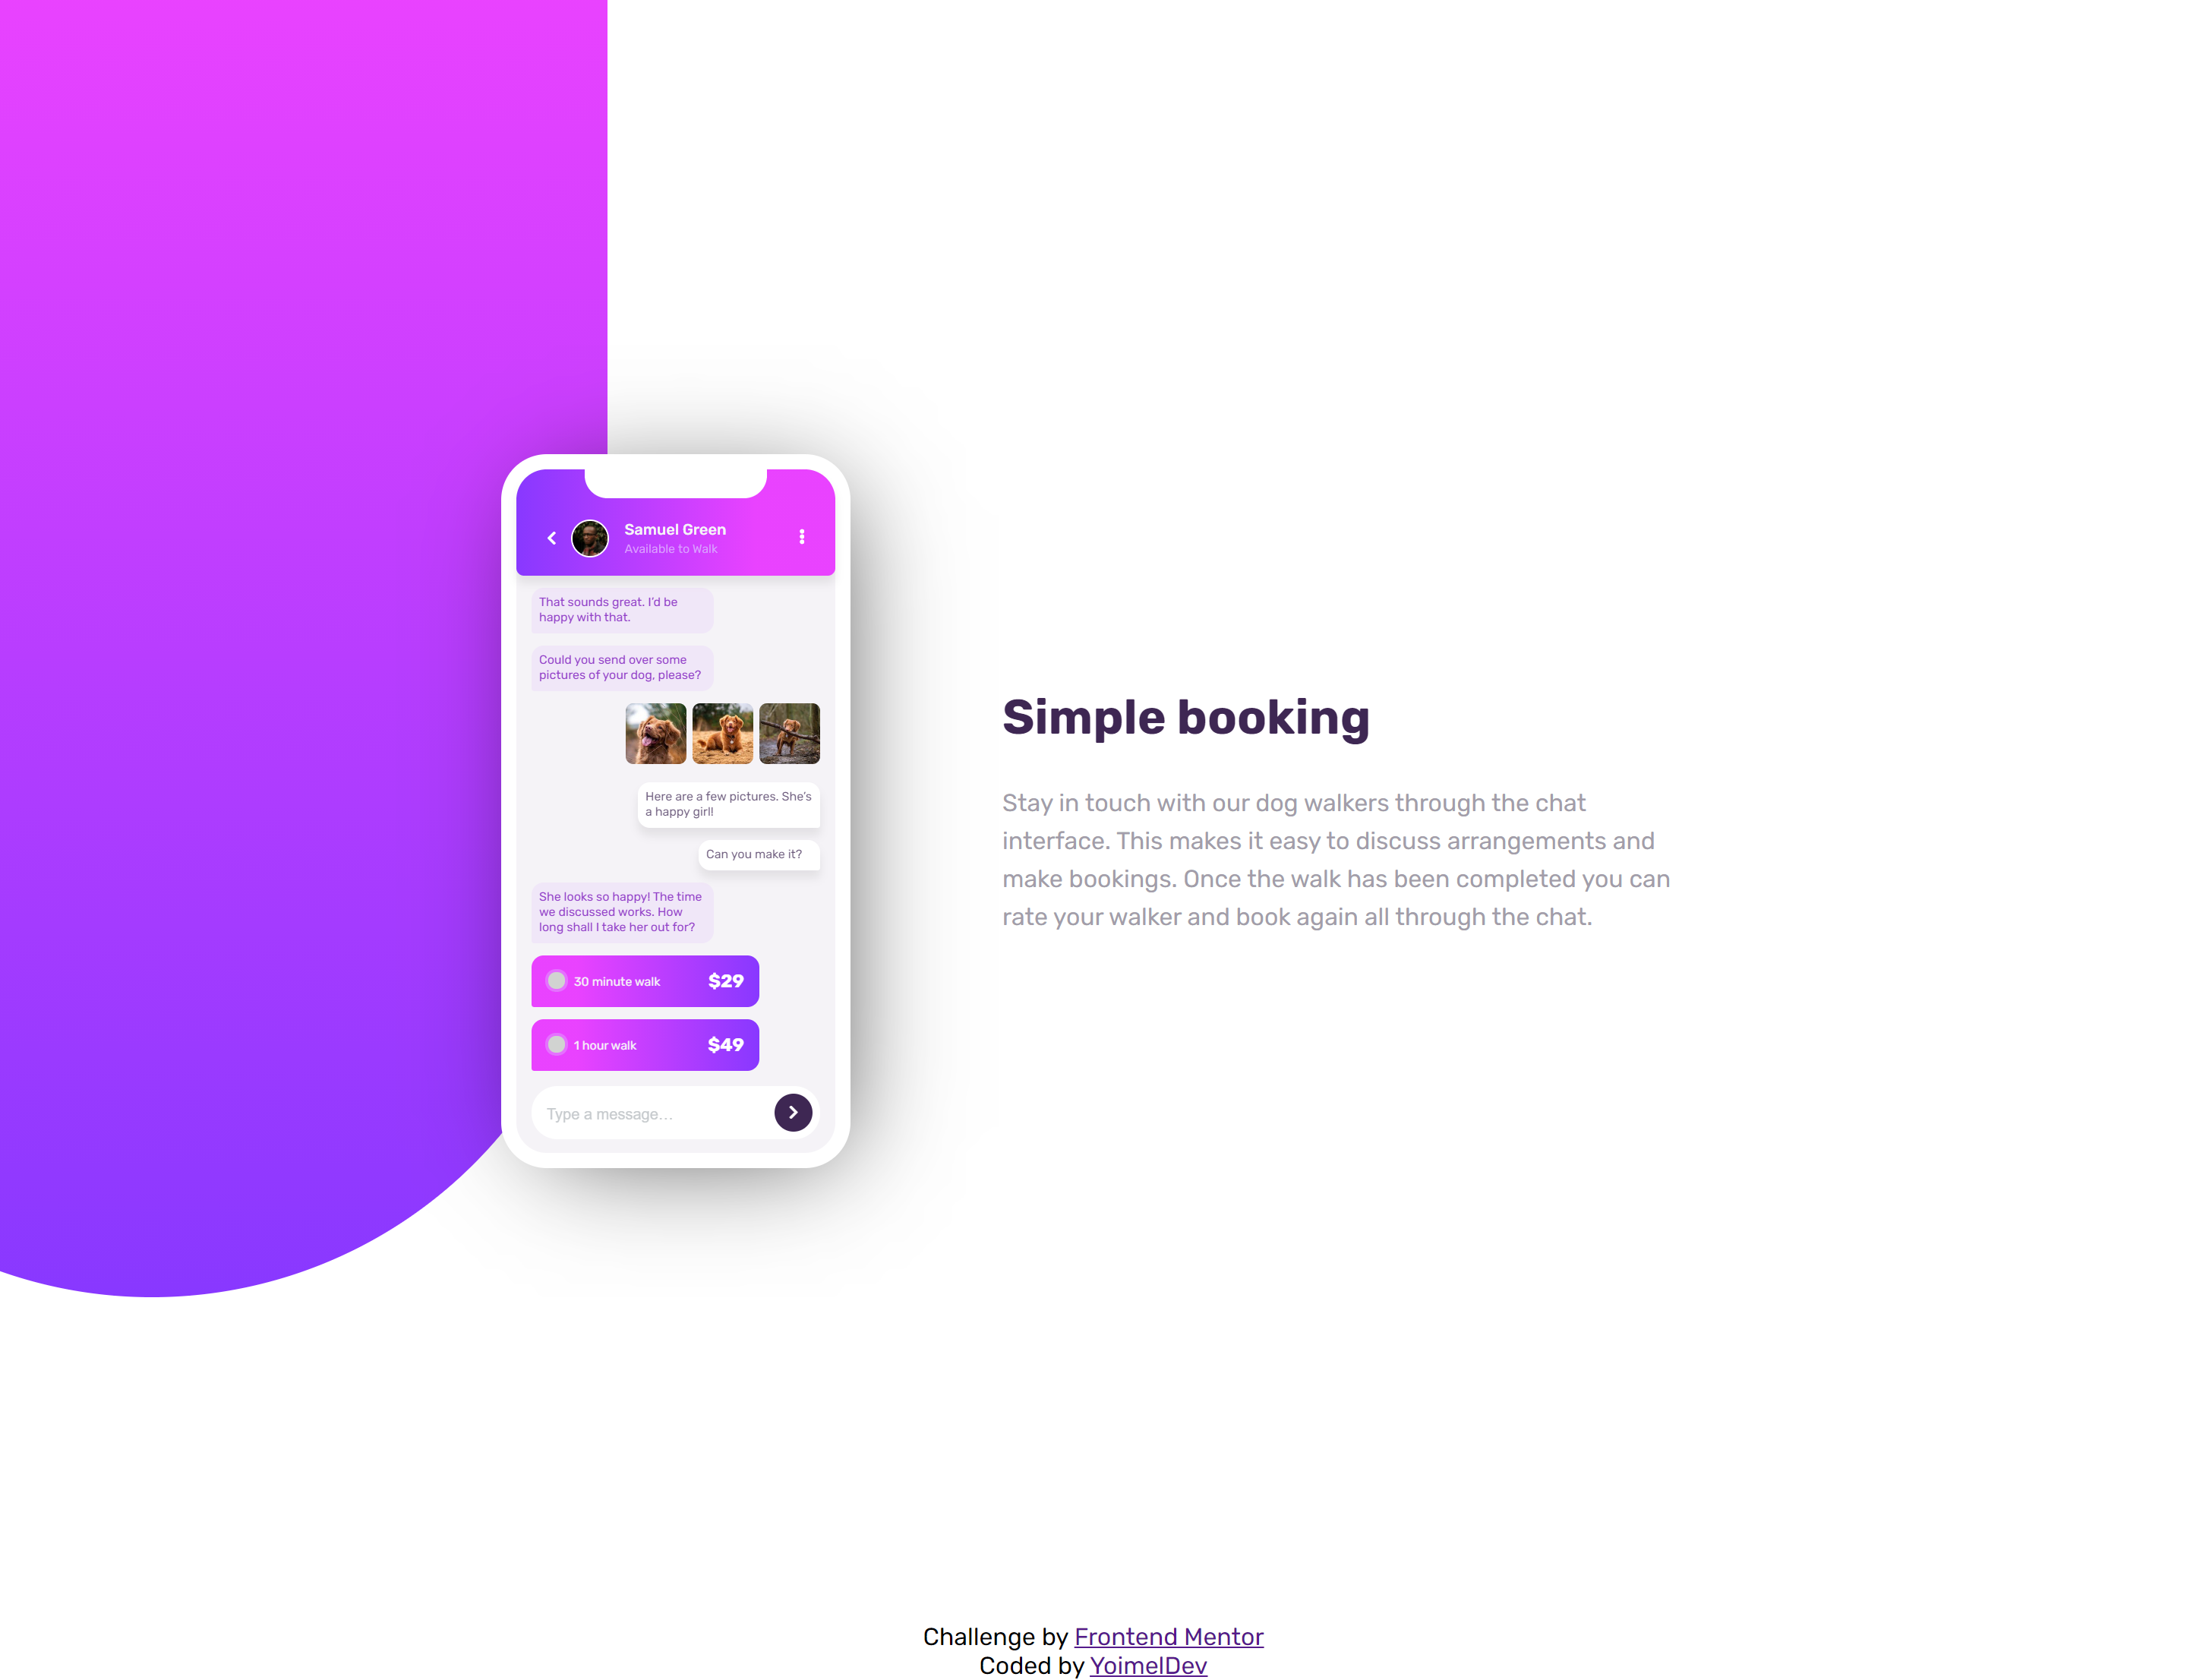 Samuel Green
Available to Walk
That sounds great. I'd be
happy with that.
Could you send over some
pictures of your dog, please?
Here are a few pictures. She's
a happy girl!
Can you make it?
She looks so happy! The time
we discussed works. How
long shall I take her out for?
30 minute walk $29
1 hour walk $49
Type a message…
Simple booking
Stay in touch with our dog walkers through the chat
interface. This makes it easy to discuss arrangements and
make bookings. Once the walk has been completed you can
rate your walker and book again all through the chat.
Challenge by Frontend Mentor
Coded by YoimelDev